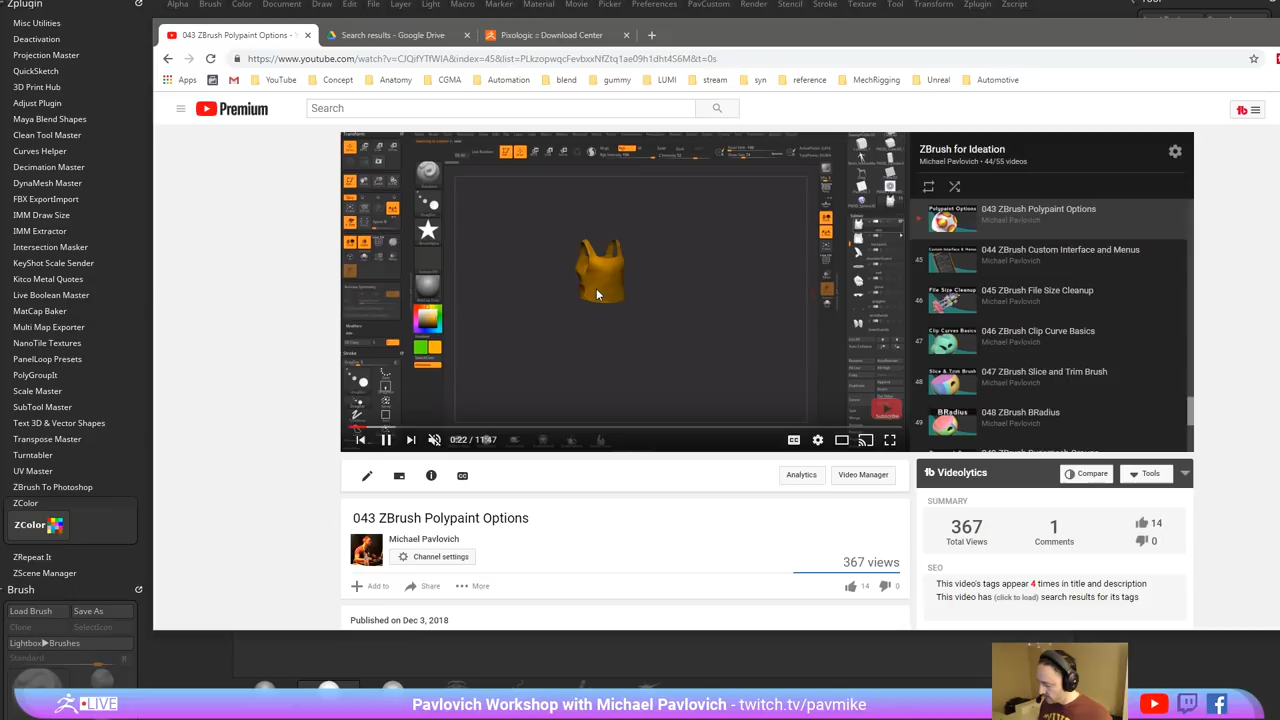 Zplugin
Misc Utilities
Deactivation
Projection Master
QuickSketch
3D Print Hub
Adjust Plugin
Maya Blend Shapes
Clean Tool Master
Curves Helper
Decimation Master
DynaMesh Master
FBX ExportImport
IMM Draw Size
IMM Extractor
Intersection Masker
KeyShot Scale Sender
Kitco Metal Quotes
Live Boolean Master
MatCap Baker
Multi Map Exporter
NanoTile Textures
PanelLoop Presets
PolyGroupIt
Scale Master
SubTool Master
Text 3D & Vector Shapes
Transpose Master
Turntabler
UV Master
ZBrush To Photoshop
ZColor
ZColor
ZRepeat It
ZScene Manager
Brush
Load Brush Save As
Clone SelectIcon
Lightbox▶Brushes
Standard
Alpha Brush Color Document Draw Edit File Layer Light Macro Marker Material Movie Picker Preferences PavCustom Render Stencil Stroke Texture Tool Transform Zplugin Zscript
043 ZBrush Polypaint Options - Search results - Google Drive Pixologic :: Download Center
https://www.youtube.com/watch?v=CJQjfYTfWIA&index=45&list=PLkzopwqcFevbxxNfZtq1ae09h1dht4S6M&t=0s
Apps YouTube Concept Anatomy CGMA Automation blend gummy LUMI stream syn reference MechRigging Unreal Automotive
Premium
Search
ZBrush for Ideation
Michael Pavlovich • 44/55 videos
043 ZBrush Polypaint Options
Michael Pavlovich
45
044 ZBrush Custom Interface and Menus
Michael Pavlovich
46
045 ZBrush File Size Cleanup
Michael Pavlovich
47
046 ZBrush Clip Curve Basics
Michael Pavlovich
48
047 ZBrush Slice and Trim Brush
Michael Pavlovich
49
048 ZBrush BRadius
Michael Pavlovich
Subscribe
0:22 / 11:47
Analytics Video Manager
043 ZBrush Polypaint Options
Michael Pavlovich
Channel settings
367 views
Add to Share More 14 0
Published on Dec 3, 2018
Videolytics Compare Tools
SUMMARY
367 1 14
Total Views Comments 0
SEO
This video's tags appear 4 times in title and description
This video has (click to load) search results for its tags
LIVE
Pavlovich Workshop with Michael Pavlovich - twitch.tv/pavmike